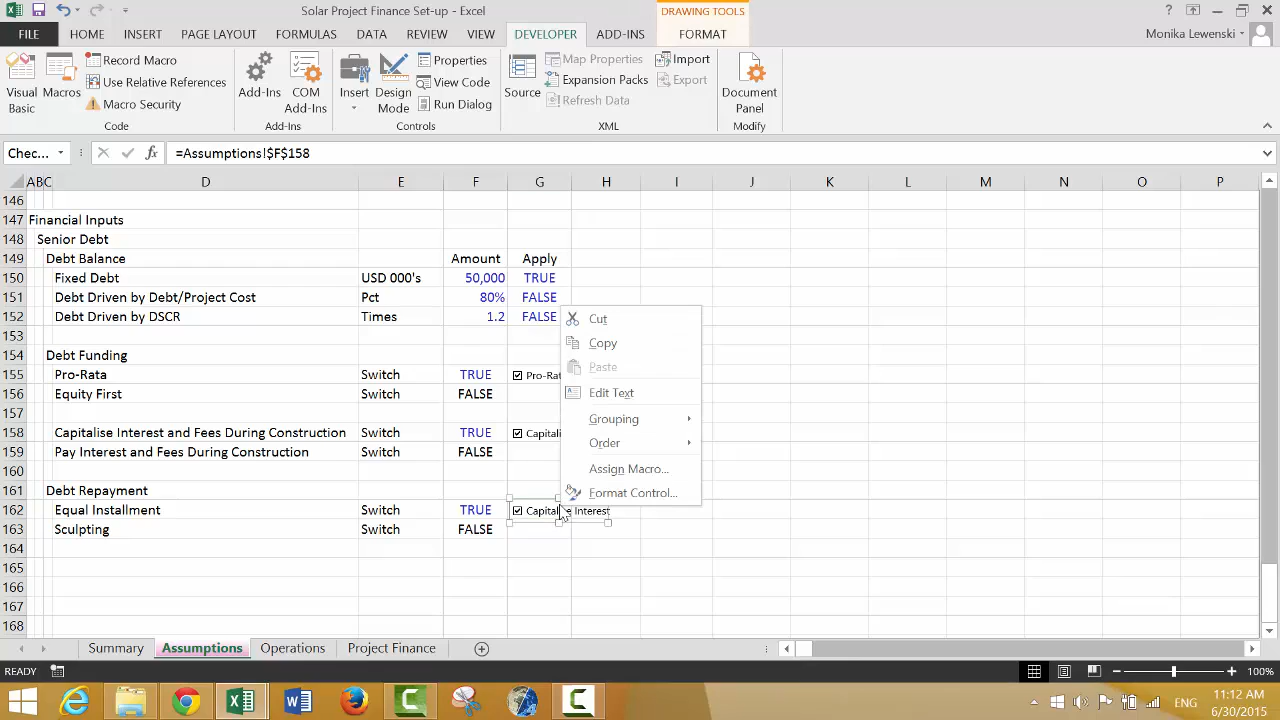 Solar Project Finance Set-up - Excel
DRAWING TOOLS
?
FILE HOME INSERT PAGE LAYOUT FORMULAS DATA REVIEW VIEW DEVELOPER ADD-INS FORMAT
Monika Lewenski
Visual Basic
Macros
Record Macro
Use Relative References
Macro Security
Code
Add-Ins
COM Add-Ins
Add-Ins
Insert
Design Mode
Properties
View Code
Run Dialog
Controls
Source
Map Properties
Expansion Packs
Refresh Data
Import
Export
XML
Document Panel
Modify
Chec...
fx
=Assumptions!$F$158
A B C D E F G H I J K L M N O P
146
147 Financial Inputs
148 Senior Debt
149 Debt Balance Amount Apply
150 Fixed Debt USD 000's 50,000 TRUE
151 Debt Driven by Debt/Project Cost Pct 80% FALSE
152 Debt Driven by DSCR Times 1.2 FALSE
153
154 Debt Funding
155 Pro-Rata Switch TRUE Pro-Rat
156 Equity First Switch FALSE
157
158 Capitalise Interest and Fees During Construction Switch TRUE Capitali
159 Pay Interest and Fees During Construction Switch FALSE
160
161 Debt Repayment
162 Equal Installment Switch TRUE Capitalise Interest
163 Sculpting Switch FALSE
164
165
166
167
168
Cut
Copy
Paste
Edit Text
Grouping
Order
Assign Macro...
Format Control...
Summary Assumptions Operations Project Finance
READY
100%
ENG
11:12 AM
6/30/2015